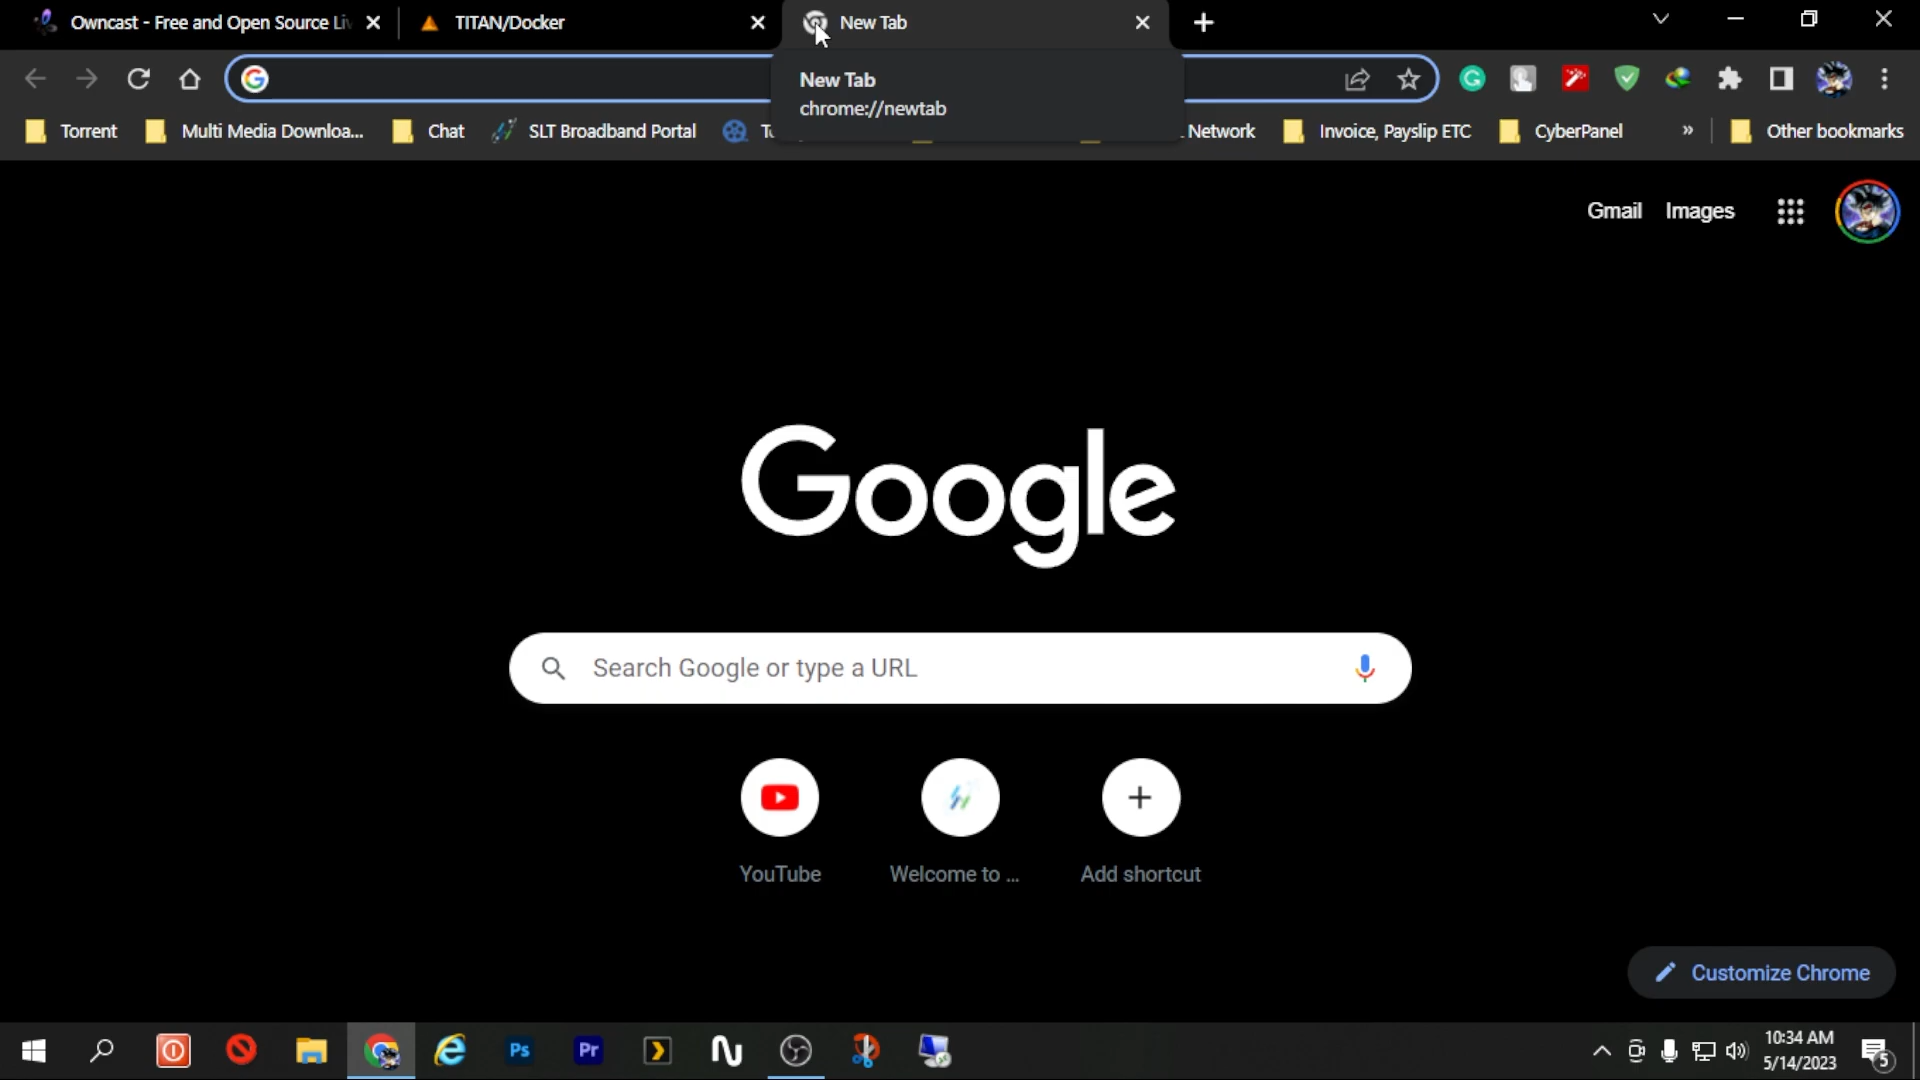 Owncast - Free and Open Source Li
TITAN/Docker
New Tab
New Tab
chrome://newtab
Torrent
Multi Media Downloa...
Chat
SLT Broadband Portal
Network
Invoice, Payslip ETC
CyberPanel
»
Other bookmarks
Gmail
Images
Google
Search Google or type a URL
YouTube
Welcome to ...
Add shortcut
Customize Chrome
Ps
Pr
10:34 AM
5/14/2023
5